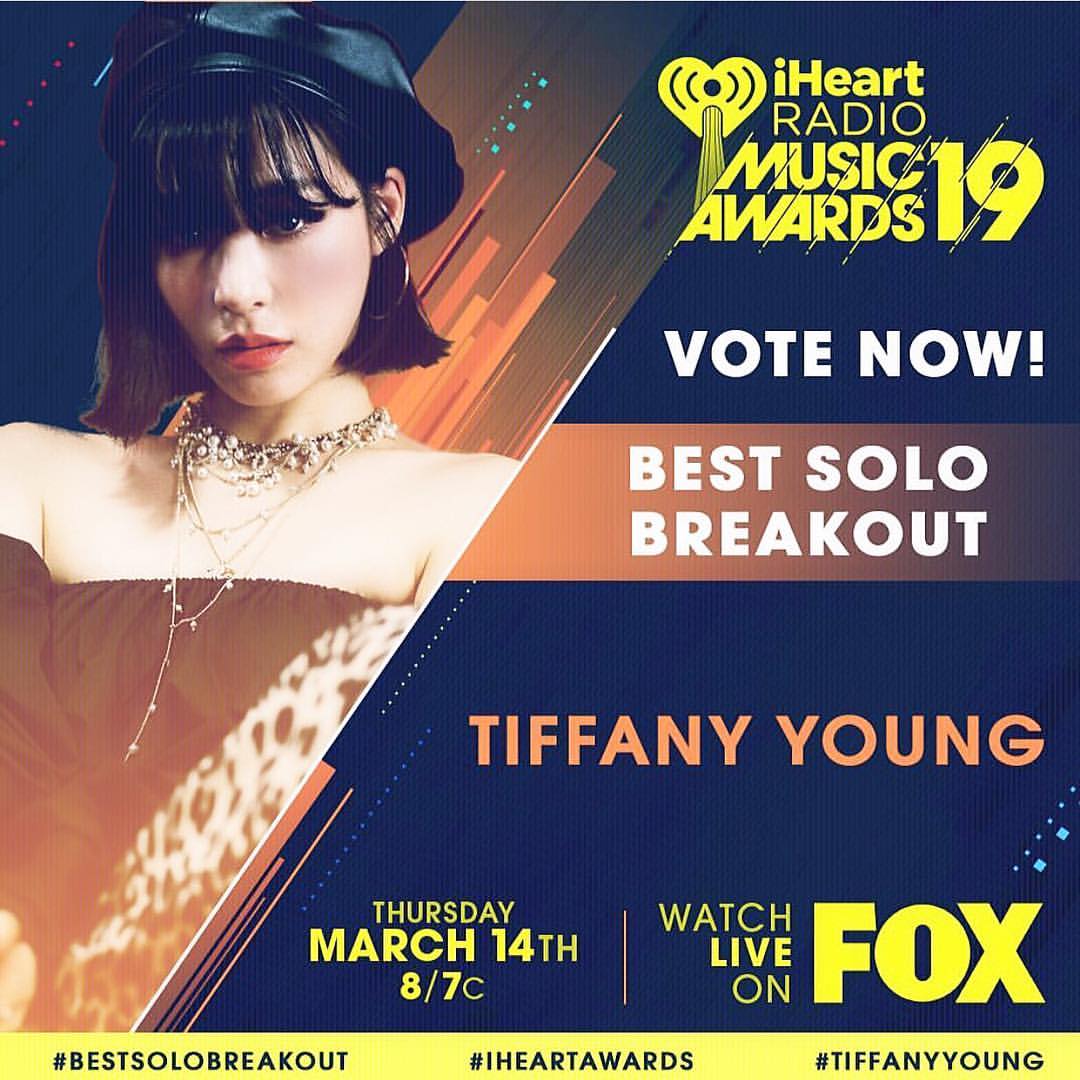 iHeart
RADIO
MUSIC
AWARDS '19
VOTE NOW!
BEST SOLO
BREAKOUT
TIFFANY YOUNG
THURSDAY
MARCH 14TH
8/7C
WATCH
LIVE
ON
FOX
#BESTSOLOBREAKOUT #IHEARTAWARDS #TIFFANYYOUNG